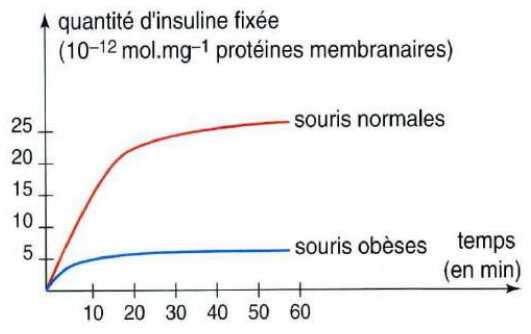 quantité d'insuline fixée
(10–12 mol.mg–1 protéines membranaires)
25
souris normales
20
15
10
5
souris obèses
temps
(en min)
10 20 30 40 50 60